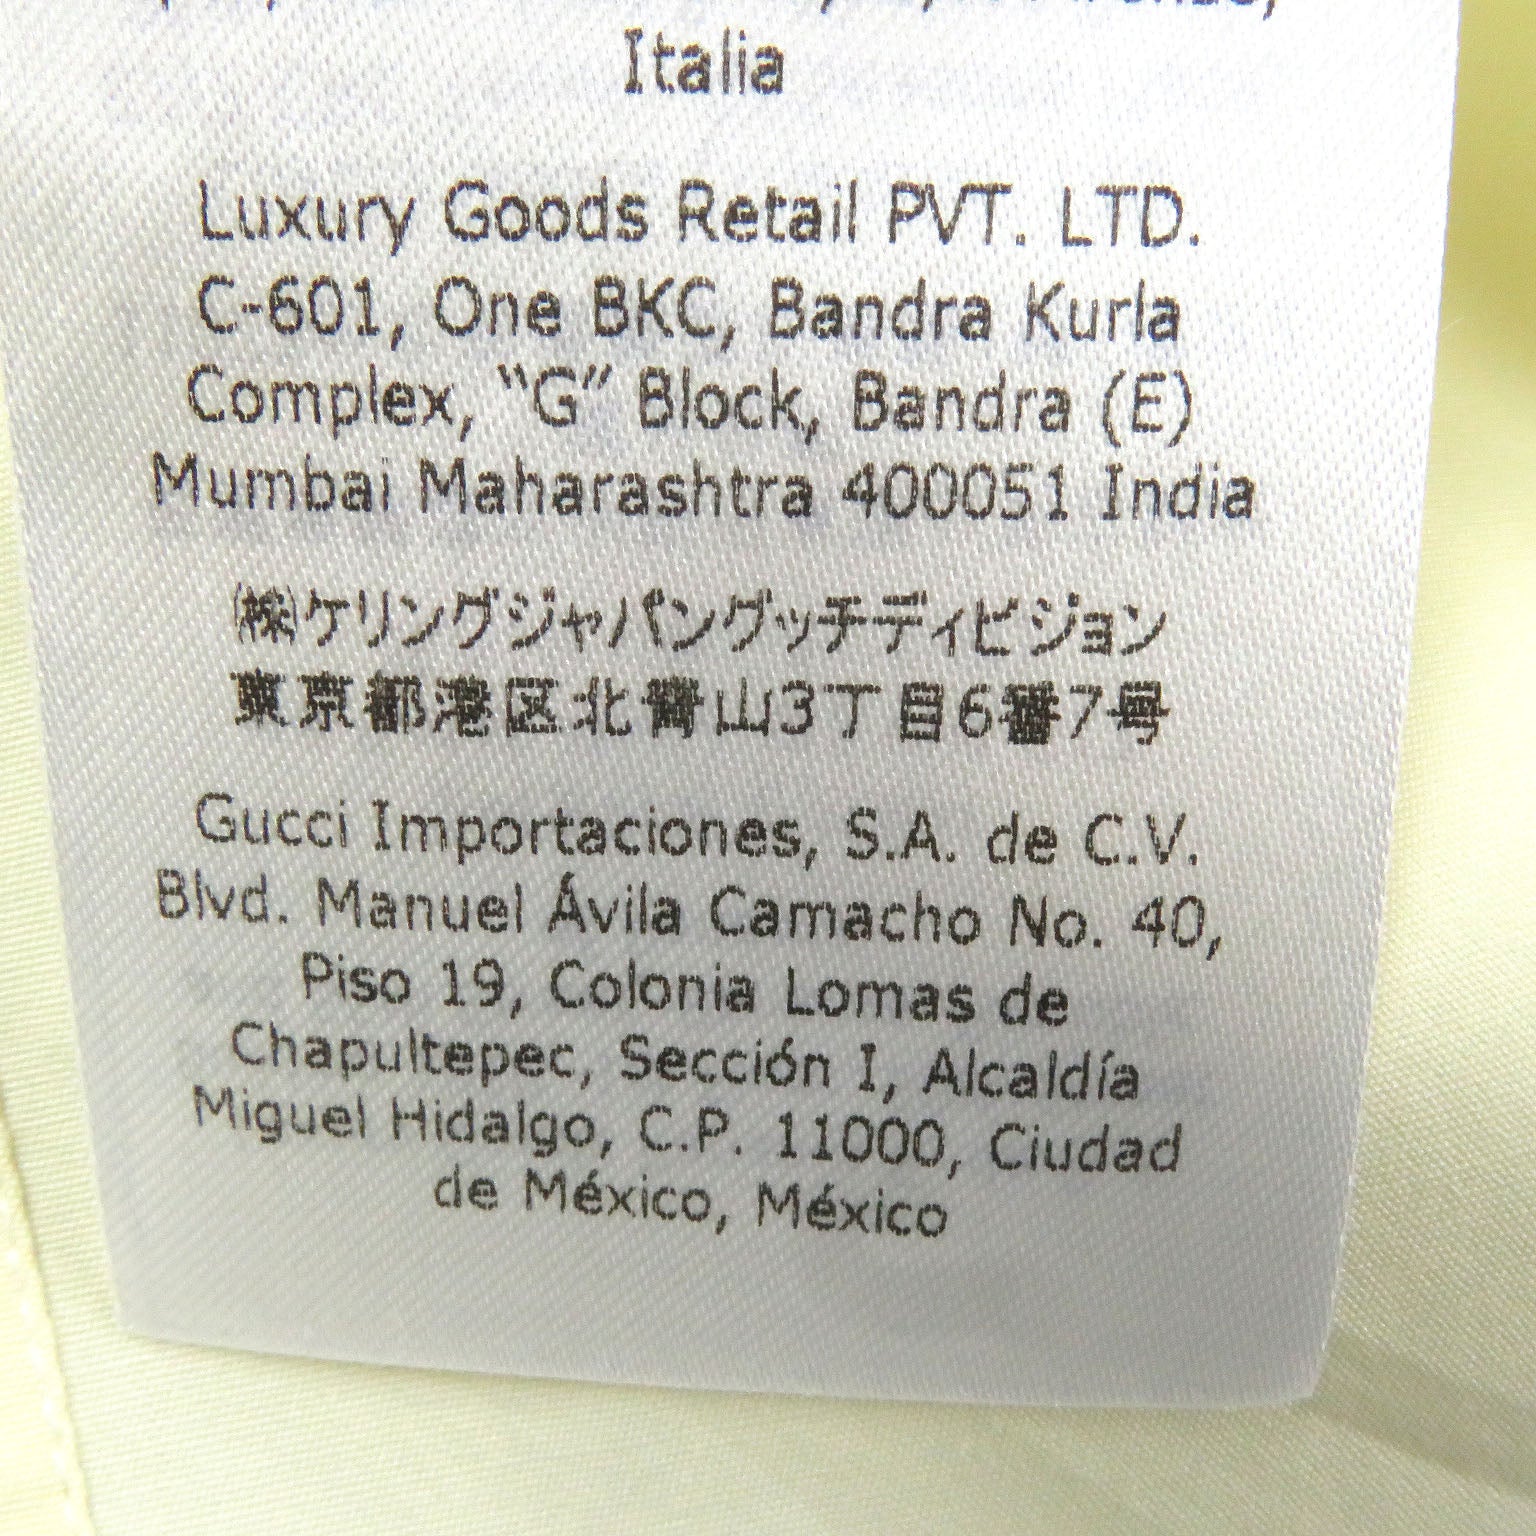 Italia
Luxury Goods Retail PVT. LTD.
C-601, One BKC, Bandra Kurla
Complex, “G” Block, Bandra (E)
Mumbai Maharashtra 400051 India
㈱ケリングジャパングッチディビジョン
東京都港区北青山3丁目6番7号
Gucci Importaciones, S.A. de C.V.
Blvd. Manuel Ávila Camacho No. 40,
Piso 19, Colonia Lomas de
Chapultepec, Sección I, Alcaldía
Miguel Hidalgo, C.P. 11000, Ciudad
de México, México